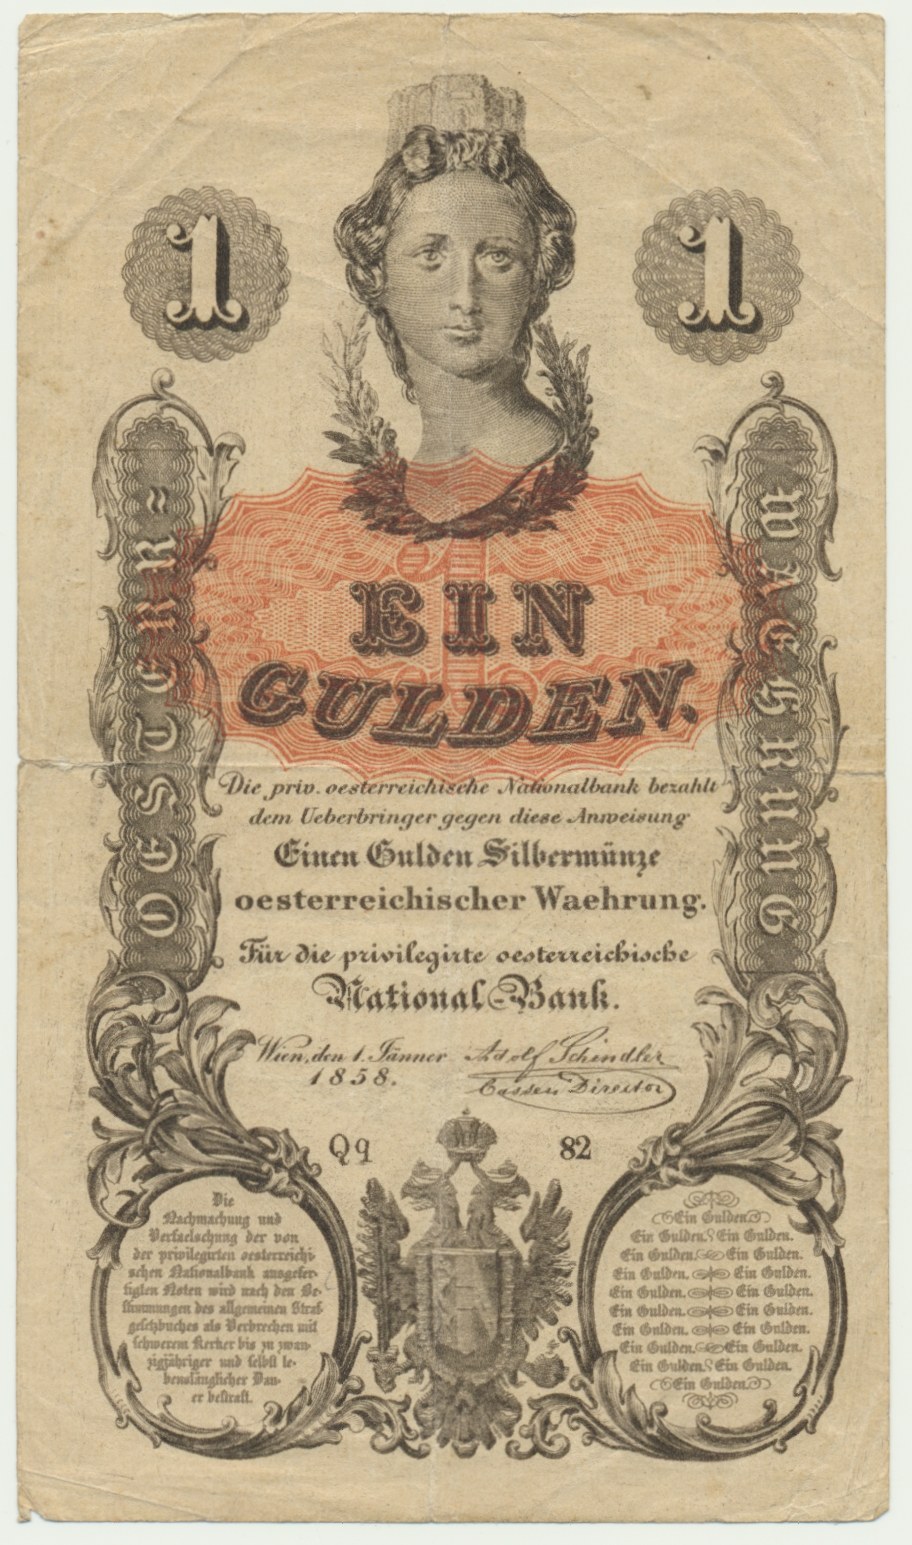 1 1
OESTERR=
WAEHRUNG
1
EIN
GULDEN.
Die priv. oesterreichische Nationalbank bezahlt
dem Ueberbringer gegen diese Anweisung
Einen Gulden Silbermünze
oesterreichischer Waehrung.
Für die privilegirte oesterreichische
National-Bank.
Wien, den 1. Jänner
1858.
Adolf Schindler
Cassen Director
Qq 82
Die
Nachmachung und
Verfaelschung der von
der privilegirten oesterreichi-
schen Nationalbank ausgefer-
tigten Noten wird nach den Be-
stimmungen des allgemeinen Straf
gesetzbuches als Verbrechen mit
schwerem Kerker bis zu zwan-
zigjähriger und selbst le-
benslänglicher Dau-
er bestraft.
Ein Gulden.
Ein Gulden. Ein Gulden.
Ein Gulden. Ein Gulden.
Ein Gulden. Ein Gulden.
Ein Gulden. Ein Gulden.
Ein Gulden. Ein Gulden.
Ein Gulden. Ein Gulden.
Ein Gulden. Ein Gulden.
Ein Gulden. Ein Gulden.
Ein Gulden.